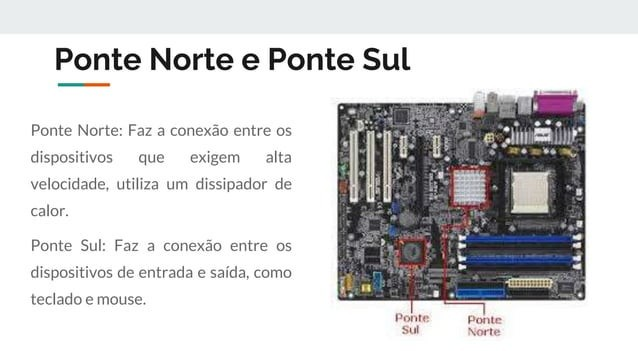 Ponte Norte e Ponte Sul
Ponte Norte: Faz a conexão entre os
dispositivos que exigem alta
velocidade, utiliza um dissipador de
calor.
Ponte Sul: Faz a conexão entre os
dispositivos de entrada e saída, como
teclado e mouse.
Ponte
Sul
Ponte
Norte